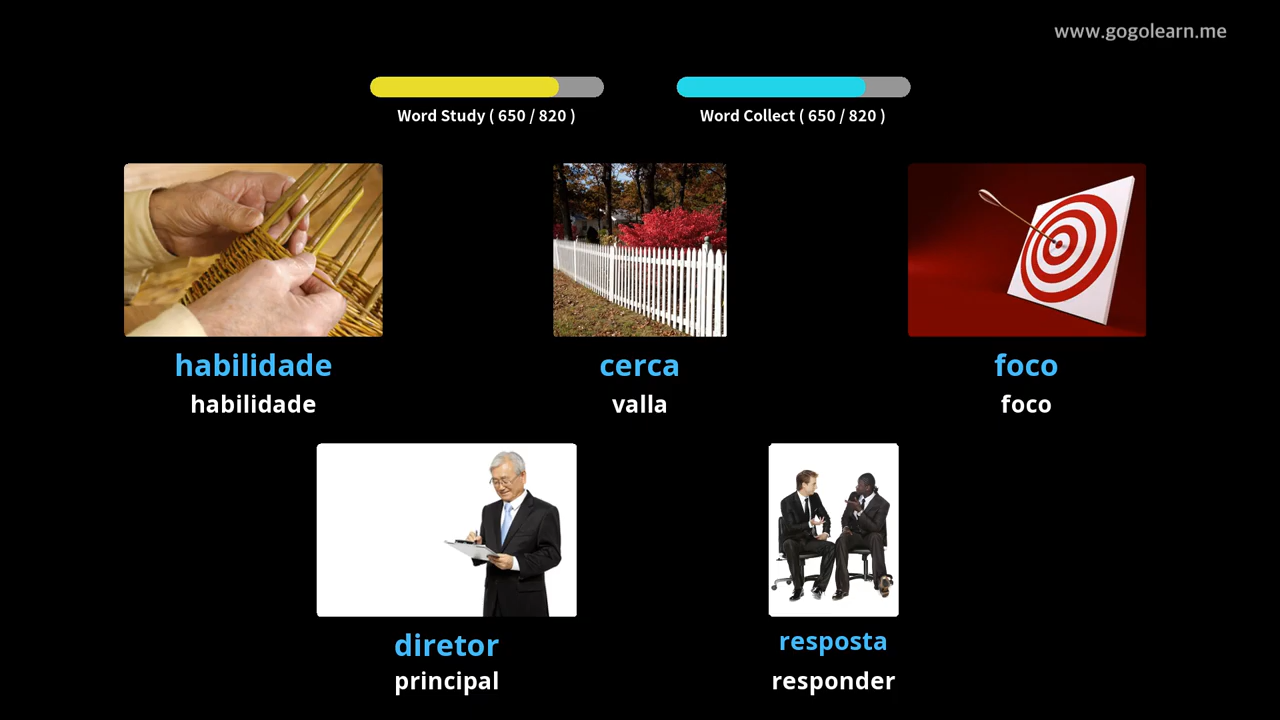 www.gogolearn.me
Word Study ( 650 / 820 )
Word Collect ( 650 / 820 )
habilidade
habilidade
cerca
valla
foco
foco
diretor
principal
resposta
responder